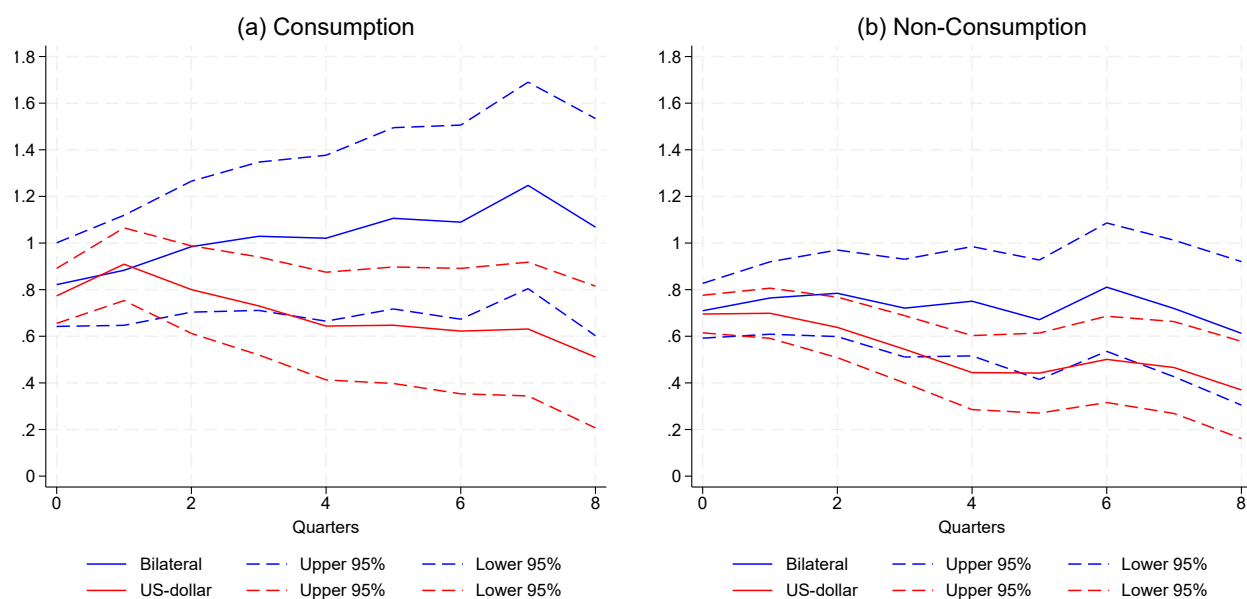 (a) Consumption
1.8
1.6
1.4
1.2
1
.8
.6
.4
.2
0
0 2 4 6 8
Quarters
Bilateral Upper 95% Lower 95%
US-dollar Upper 95% Lower 95%
(b) Non-Consumption
1.8
1.6
1.4
1.2
1
.8
.6
.4
.2
0
0 2 4 6 8
Quarters
Bilateral Upper 95% Lower 95%
US-dollar Upper 95% Lower 95%